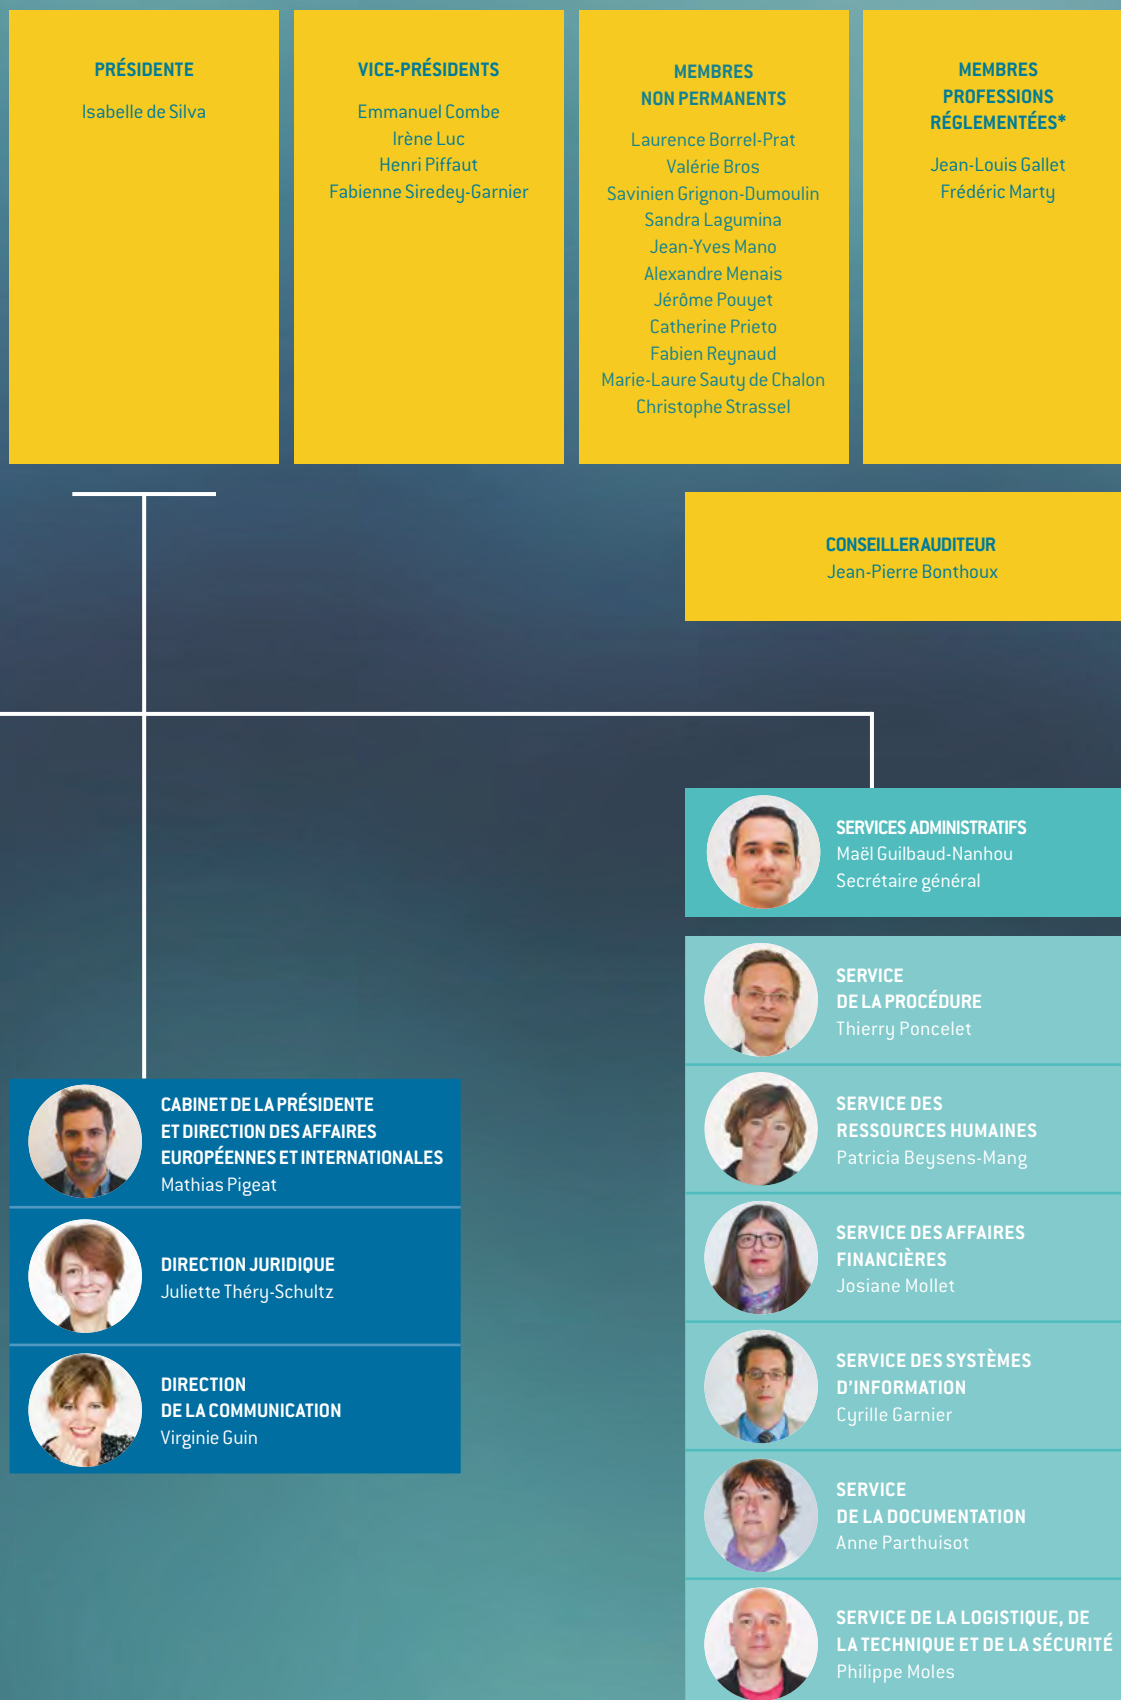 PRÉSIDENTE
Isabelle de Silva
VICE-PRÉSIDENTS
Emmanuel Combe
Irène Luc
Henri Piffaut
Fabienne Siredey-Garnier
MEMBRES
NON PERMANENTS
Laurence Borrel-Prat
Valérie Bros
Savinien Grignon-Dumoulin
Sandra Lagumina
Jean-Yves Mano
Alexandre Menais
Jérôme Pouyet
Catherine Prieto
Fabien Reynaud
Marie-Laure Sauty de Chalon
Christophe Strassel
MEMBRES
PROFESSIONS
RÉGLEMENTÉES*
Jean-Louis Gallet
Frédéric Marty
CONSEILLER AUDITEUR
Jean-Pierre Bonthoux
CABINET DE LA PRÉSIDENTE
ET DIRECTION DES AFFAIRES
EUROPÉENNES ET INTERNATIONALES
Mathias Pigeat
DIRECTION JURIDIQUE
Juliette Théry-Schultz
DIRECTION
DE LA COMMUNICATION
Virginie Guin
SERVICES ADMINISTRATIFS
Maël Guilbaud-Nanhou
Secrétaire général
SERVICE
DE LA PROCÉDURE
Thierry Poncelet
SERVICE DES
RESSOURCES HUMAINES
Patricia Beysens-Mang
SERVICE DES AFFAIRES
FINANCIÈRES
Josiane Mollet
SERVICE DES SYSTÈMES
D'INFORMATION
Cyrille Garnier
SERVICE
DE LA DOCUMENTATION
Anne Parthuisot
SERVICE DE LA LOGISTIQUE, DE
LA TECHNIQUE ET DE LA SÉCURITÉ
Philippe Moles